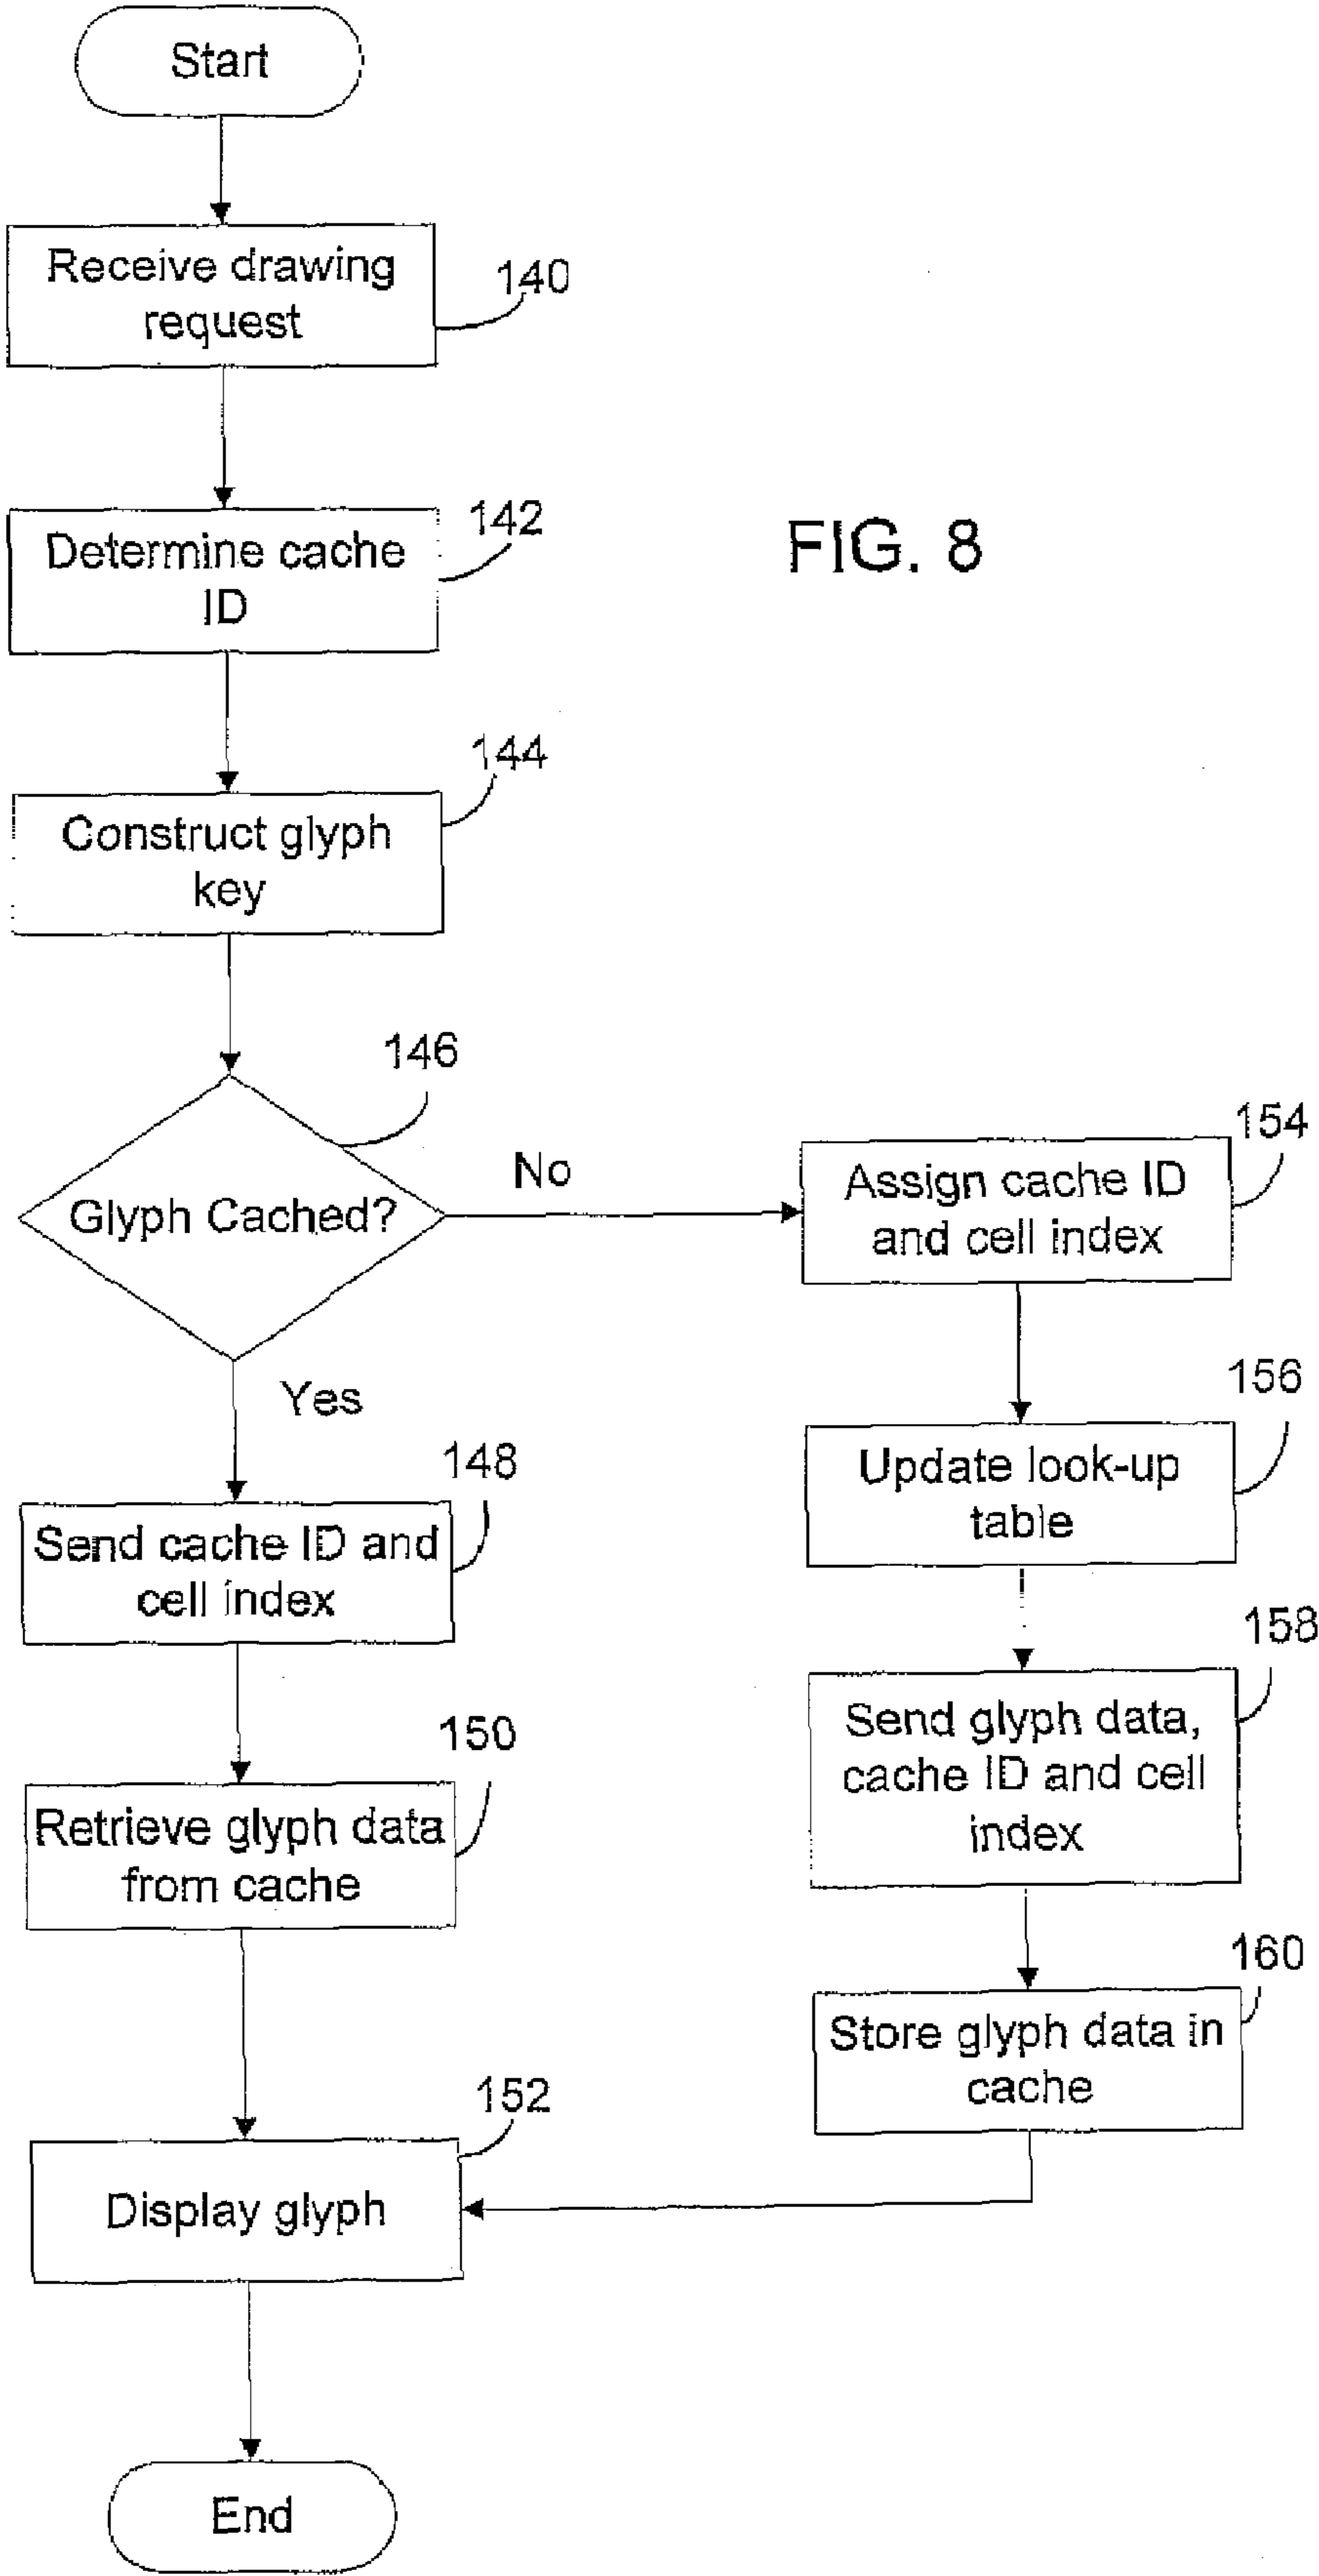 Start
Receive drawing
request
140
Determine cache
ID
142
FIG. 8
Construct glyph
key
144
Glyph Cached?
146
No
Yes
Assign cache ID
and cell index
154
Update look-up
table
156
Send cache ID and
cell index
148
Send glyph data,
cache ID and cell
index
158
Retrieve glyph data
from cache
150
Store glyph data in
cache
160
Display glyph
152
End